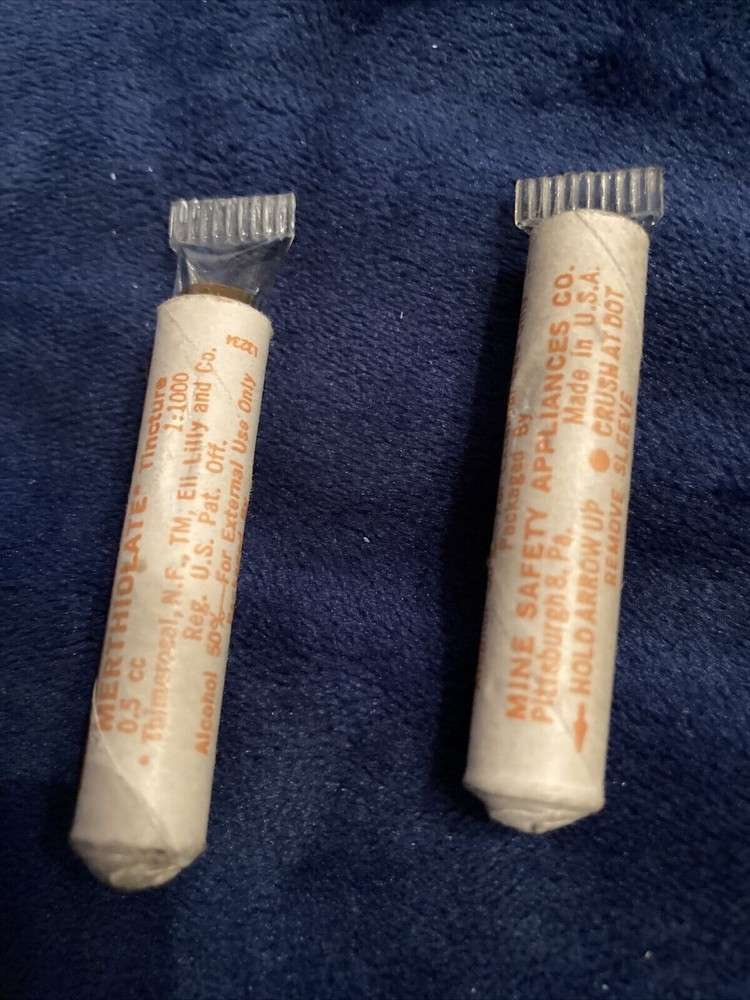 MERTHIOLATE* Tincture
0.5 cc 1:1000
* Thimerosal, N.F., TM, Eli Lilly and Co.
Reg. U.S. Pat. Off.
Alcohol 50%—For External Use Only
Packaged By
MINE SAFETY APPLIANCES CO.
Pittsburgh 8, Pa. Made in U.S.A.
← HOLD ARROW UP ● CRUSH AT DOT
REMOVE SLEEVE